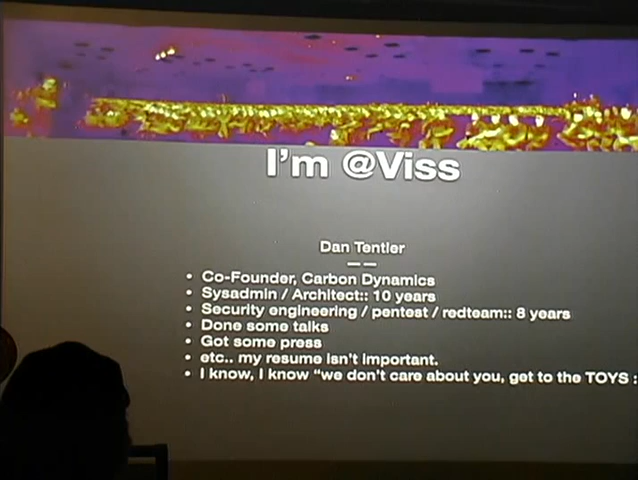 I'm @Viss
Dan Tentler
— —
• Co-Founder, Carbon Dynamics
• Sysadmin / Architect:: 10 years
• Security engineering / pentest / redteam:: 8 years
• Done some talks
• Got some press
• etc.. my resume isn't important.
• I know, I know “we don't care about you, get to the TOYS :